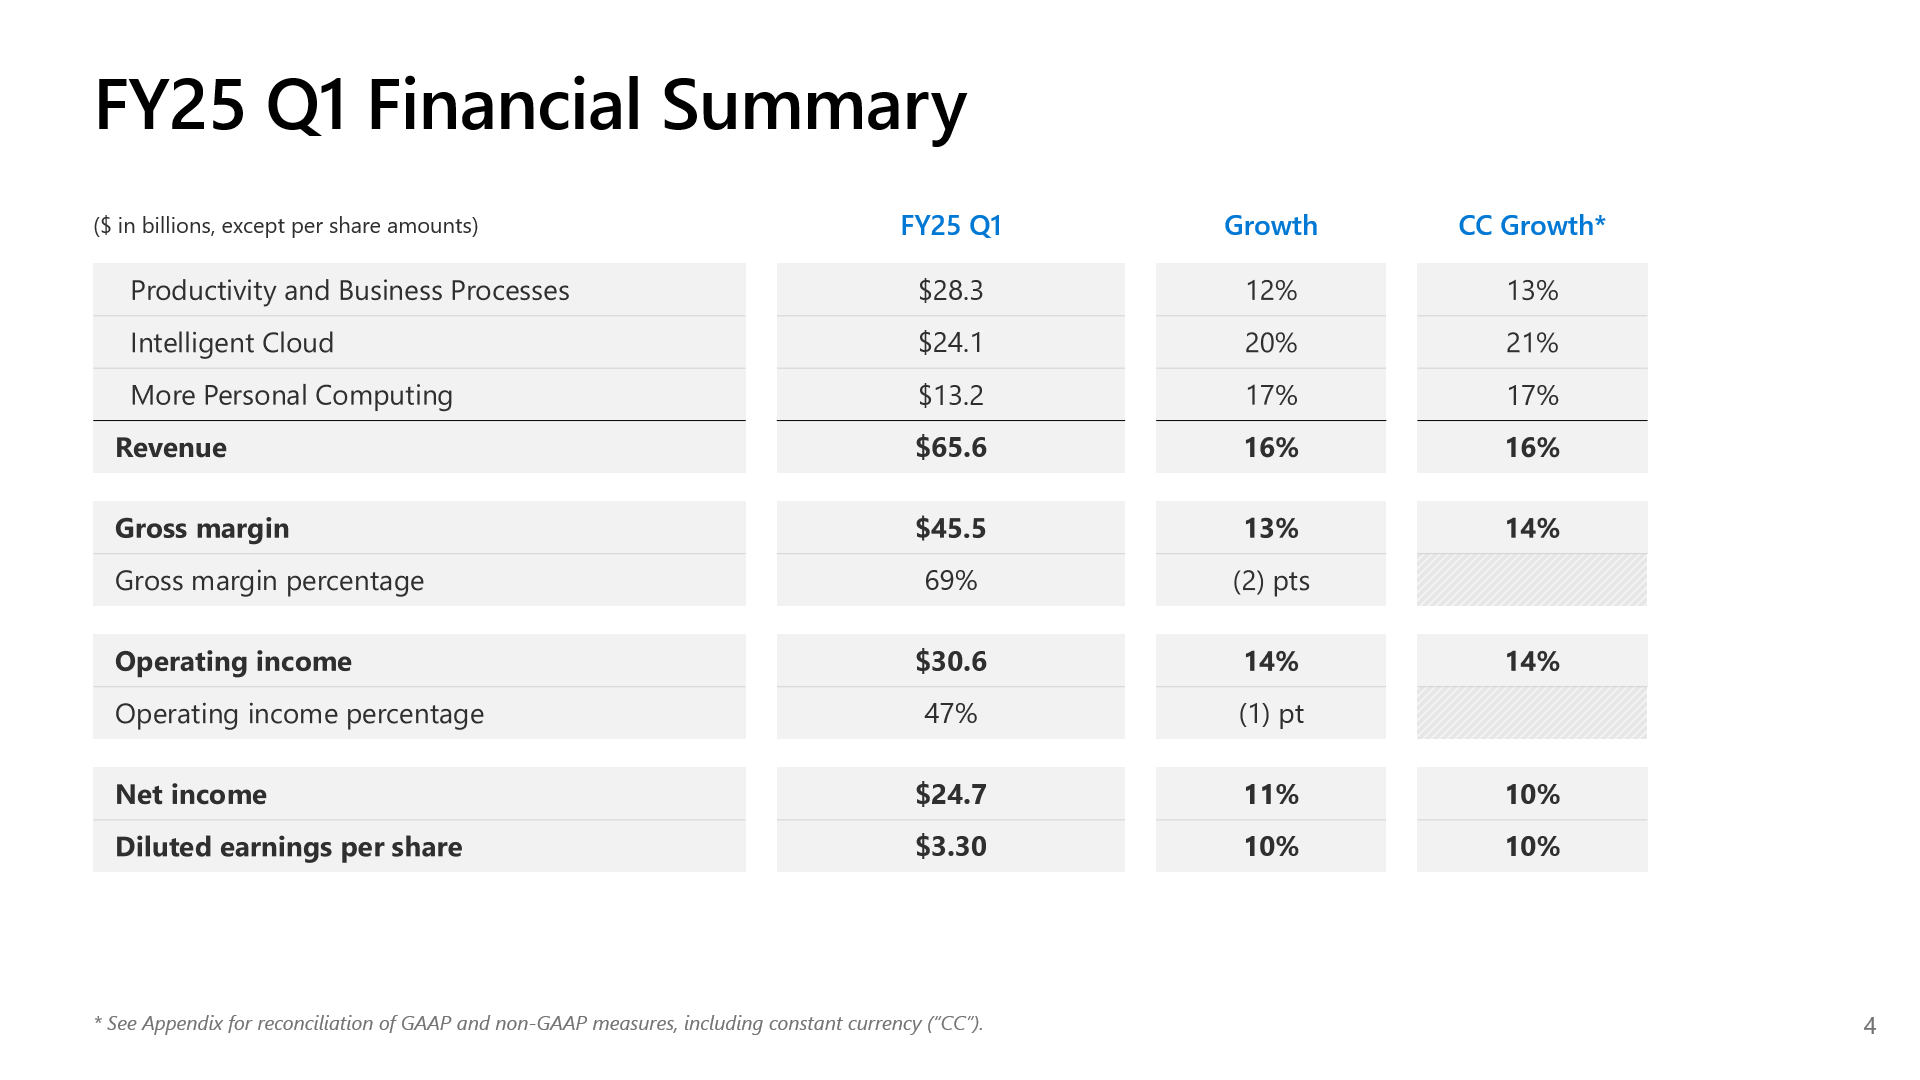 FY25 Q1 Financial Summary
($ in billions, except per share amounts) FY25 Q1 Growth CC Growth*
Productivity and Business Processes $28.3 12% 13%
Intelligent Cloud $24.1 20% 21%
More Personal Computing $13.2 17% 17%
Revenue $65.6 16% 16%
Gross margin $45.5 13% 14%
Gross margin percentage 69% (2) pts
Operating income $30.6 14% 14%
Operating income percentage 47% (1) pt
Net income $24.7 11% 10%
Diluted earnings per share $3.30 10% 10%
* See Appendix for reconciliation of GAAP and non-GAAP measures, including constant currency (“CC”).
4